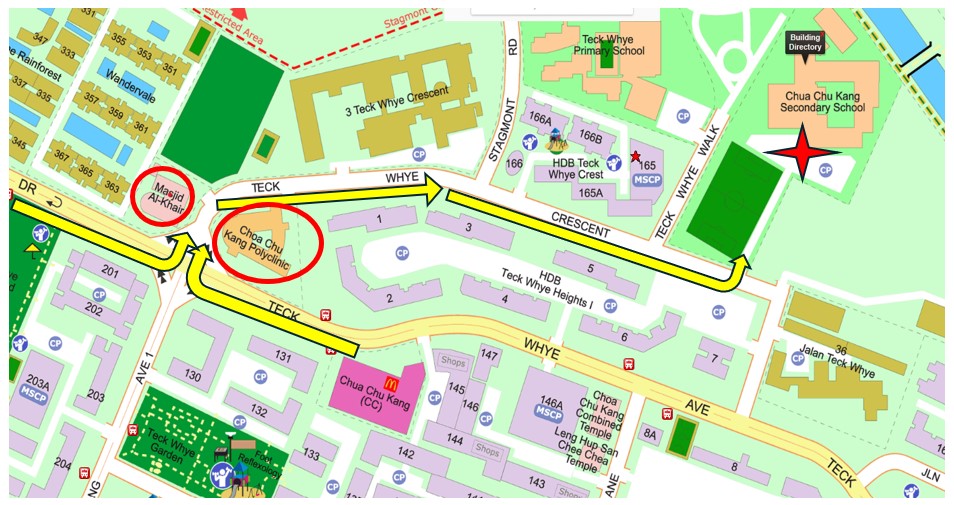 Restricted Area
Stagmont C
347
331
355
353
351
Rainforest
Wandervale
337
335
357
359
361
345
367
365
363
3 Teck Whye Crescent
CP
STAGMONT
RD
Teck Whye
Primary School
166A
166B
166
HDB Teck
Whye Crest
165
MSCP
165A
CP
Building
Directory
Chua Chu Kang
Secondary School
CP
TECK WHYE WALK
DR
Masjid
Al-Khair
TECK
WHYE
CRESCENT
Choa Chu
Kang Polyclinic
1
3
CP
5
HDB
Teck Whye Heights I
CP
CP
2
4
6
7
201
CP
202
203A
MSCP
203
204
AVE 1
TECK
WHYE
AVE
TECK
130
131
CP
132
CP
133
Chua Chu Kang
(CC)
Shops
147
145
146
CP
CP
144
142
143
Shops
146A
MSCP
Choa
Chu Kang
Combined
Temple
Leng Hup San
Chee Chea
Temple
8A
8
36
CP
Jalan Teck Whye
Teck Whye
Garden
Foot
Reflexology
CP
JLN